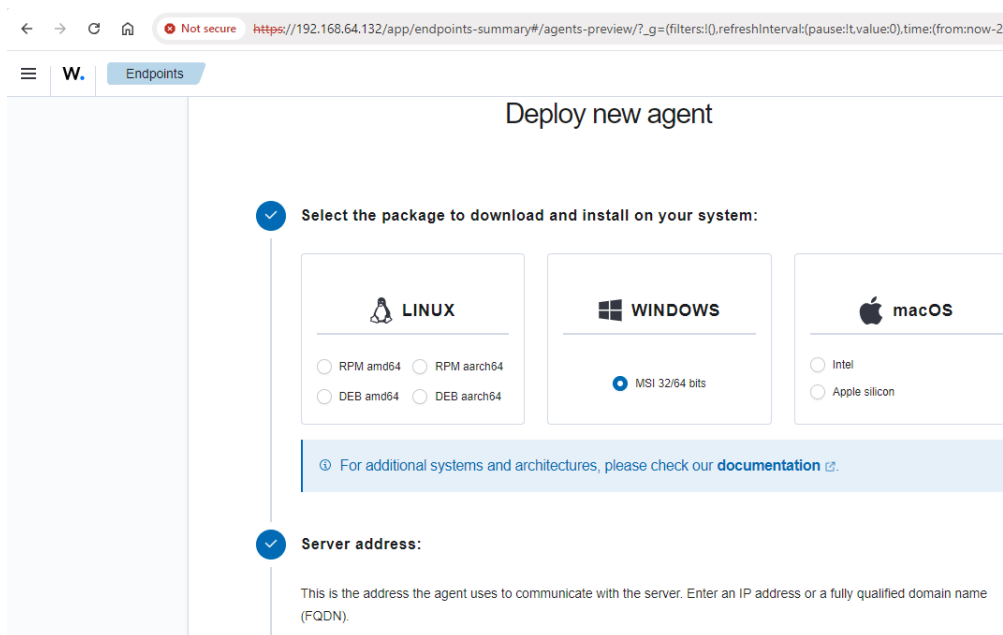 Not secure https://192.168.64.132/app/endpoints-summary#/agents-preview/?_g=(filters:!(),refreshInterval:(pause:!t,value:0),time:(from:now-2
W. Endpoints
Deploy new agent
Select the package to download and install on your system:
LINUX WINDOWS macOS
RPM amd64 RPM aarch64 MSI 32/64 bits Intel
DEB amd64 DEB aarch64 Apple silicon
For additional systems and architectures, please check our documentation.
Server address:
This is the address the agent uses to communicate with the server. Enter an IP address or a fully qualified domain name
(FQDN).